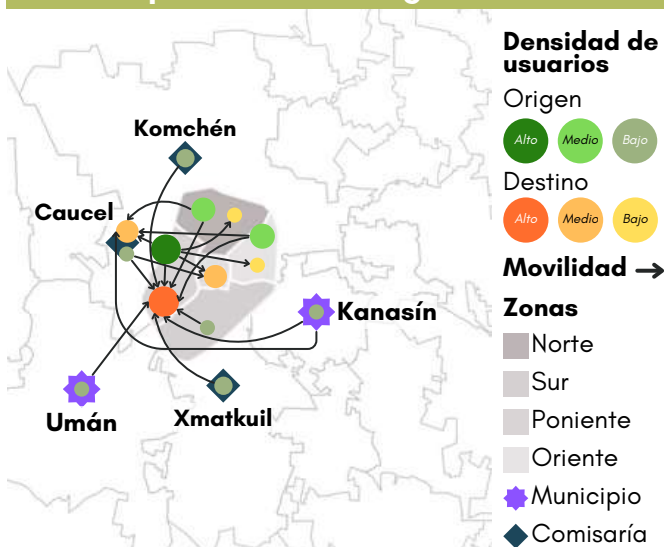 Densidad de
usuarios
Origen
Alto Medio Bajo
Destino
Alto Medio Bajo
Movilidad →
Zonas
Norte
Sur
Poniente
Oriente
Municipio
Comisaría
Komchén
Caucel
Kanasín
Umán
Xmatkuil